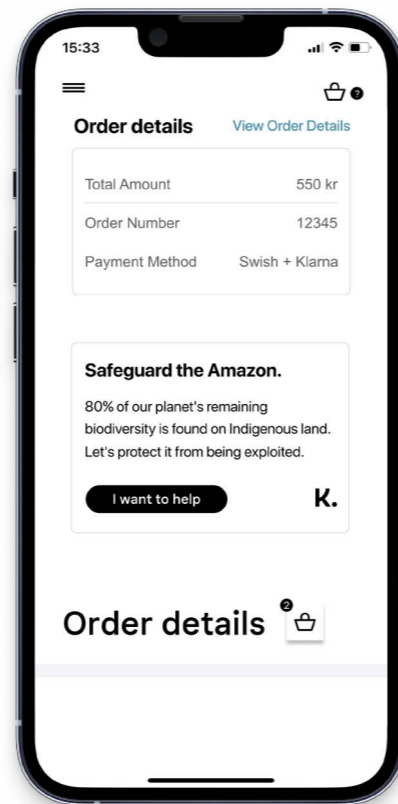 15:33
?
Order details View Order Details
Total Amount 550 kr
Order Number 12345
Payment Method Swish + Klarna
Safeguard the Amazon.
80% of our planet's remaining
biodiversity is found on Indigenous land.
Let's protect it from being exploited.
I want to help K.
Order details 2